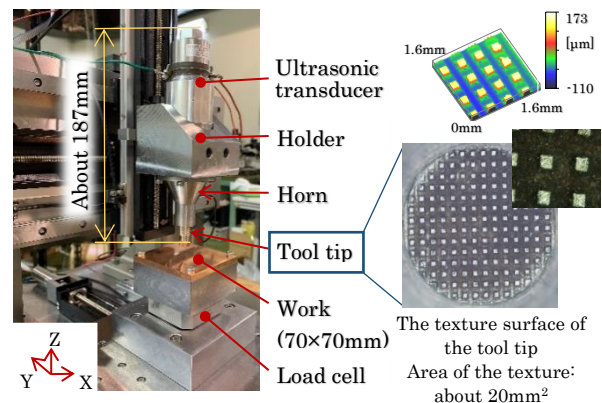 About 187mm
Ultrasonic
transducer
Holder
Horn
Tool tip
Work
(70×70mm)
Load cell
Z
Y
X
173
[μm]
-110
1.6mm
1.6mm
0mm
The texture surface of
the tool tip
Area of the texture:
about 20mm²